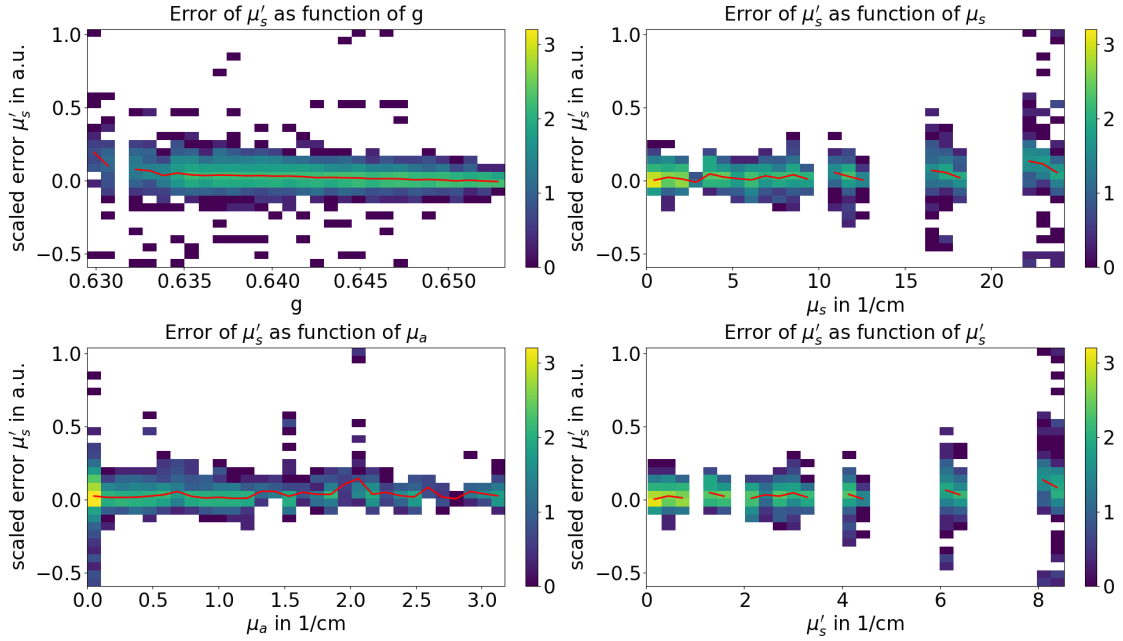 Error of μ′ₛ as function of g
scaled error μ′ₛ in a.u.
1.0
0.5
0.0
−0.5
0.630 0.635 0.640 0.645 0.650
g
3
2
1
0
Error of μ′ₛ as function of μₛ
scaled error μ′ₛ in a.u.
1.0
0.5
0.0
−0.5
0 5 10 15 20
μₛ in 1/cm
3
2
1
0
Error of μ′ₛ as function of μₐ
scaled error μ′ₛ in a.u.
1.0
0.5
0.0
−0.5
0.0 0.5 1.0 1.5 2.0 2.5 3.0
μₐ in 1/cm
3
2
1
0
Error of μ′ₛ as function of μ′ₛ
scaled error μ′ₛ in a.u.
1.0
0.5
0.0
−0.5
0 2 4 6 8
μ′ₛ in 1/cm
3
2
1
0